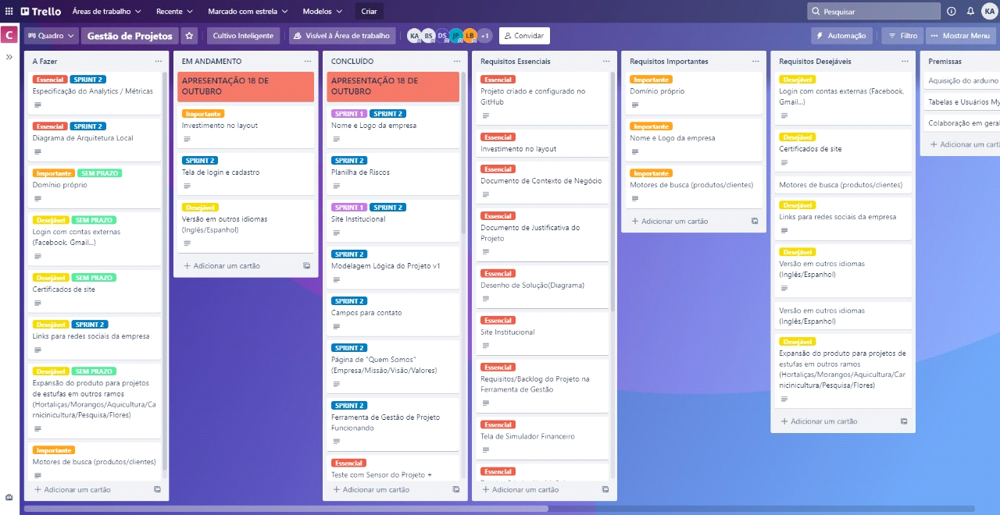 Trello Áreas de trabalho Recente Marcado com estrela Modelos Criar Pesquisar KA
C Quadro Gestão de Projetos Cultivo Inteligente Visível à Área de trabalho KA BS DS JP LB +1 Convidar Automação Filtro Mostrar Menu
A Fazer
Essencial SPRINT 2
Especificação do Analytics / Métricas
Essencial SPRINT 2
Diagrama de Arquitetura Local
Importante SEM PRAZO
Domínio próprio
Desejável SEM PRAZO
Login com contas externas
(Facebook, Gmail...)
Desejável SEM PRAZO
Certificados de site
Desejável SPRINT 2
Links para redes sociais da empresa
Desejável SEM PRAZO
Expansão do produto para projetos
de estufas em outros ramos
(Hortaliças/Morangos/Aquicultura/Ca
rnicinicultura/Pesquisa/Flores)
Importante
Motores de busca (produtos/clientes)
+ Adicionar um cartão
EM ANDAMENTO
APRESENTAÇÃO 18 DE
OUTUBRO
Importante
Investimento no layout
SPRINT 2
Tela de login e cadastro
Desejável
Versão em outros idiomas
(Inglês/Espanhol)
+ Adicionar um cartão
CONCLUÍDO
APRESENTAÇÃO 18 DE
OUTUBRO
SPRINT 1 SPRINT 2
Nome e Logo da empresa
SPRINT 2
Planilha de Riscos
SPRINT 1 SPRINT 2
Site Institucional
SPRINT 2
Modelagem Lógica do Projeto v1
SPRINT 2
Campos para contato
SPRINT 2
Página de "Quem Somos"
(Empresa/Missão/Visão/Valores)
SPRINT 2
Ferramenta de Gestão de Projeto
Funcionando
Essencial
Teste com Sensor do Projeto +
+ Adicionar um cartão
Requisitos Essenciais
Essencial
Projeto criado e configurado no
GitHub
Essencial
Investimento no layout
Essencial
Documento de Contexto de Negócio
Essencial
Documento de Justificativa do
Projeto
Essencial
Desenho de Solução(Diagrama)
Essencial
Site Institucional
Essencial
Requisitos/Backlog do Projeto na
Ferramenta de Gestão
Essencial
Tela de Simulador Financeiro
Essencial
+ Adicionar um cartão
Requisitos Importantes
Importante
Domínio próprio
Importante
Nome e Logo da empresa
Importante
Motores de busca (produtos/clientes)
+ Adicionar um cartão
Requisitos Desejáveis
Desejável
Login com contas externas (Facebook,
Gmail...)
Desejável
Certificados de site
Motores de busca (produtos/clientes)
Desejável
Links para redes sociais da empresa
Desejável
Versão em outros idiomas
(Inglês/Espanhol)
Versão em outros idiomas
(Inglês/Espanhol)
Desejável
Expansão do produto para projetos de
estufas em outros ramos
(Hortaliças/Morangos/Aquicultura/Car
nicinicultura/Pesquisa/Flores)
+ Adicionar um cartão
Premissas
Aquisição do arduino
Tabelas e Usuários My
Colaboração em geral
+ Adicionar um cart